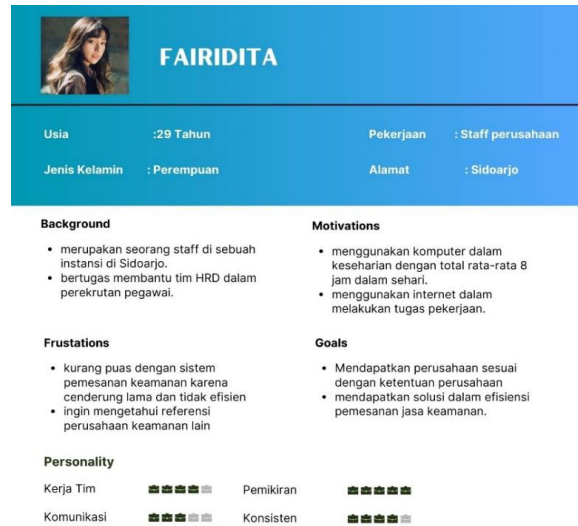 FAIRIDITA
Usia :29 Tahun
Pekerjaan : Staff perusahaan
Jenis Kelamin : Perempuan
Alamat : Sidoarjo
Background
• merupakan seorang staff di sebuah
instansi di Sidoarjo.
• bertugas membantu tim HRD dalam
perekrutan pegawai.
Motivations
• menggunakan komputer dalam
keseharian dengan total rata-rata 8
jam dalam sehari.
• menggunakan internet dalam
melakukan tugas pekerjaan.
Frustations
• kurang puas dengan sistem
pemesanan keamanan karena
cenderung lama dan tidak efisien
• ingin mengetahui referensi
perusahaan keamanan lain
Goals
• Mendapatkan perusahaan sesuai
dengan ketentuan perusahaan
• mendapatkan solusi dalam efisiensi
pemesanan jasa keamanan.
Personality
Kerja Tim
Pemikiran
Komunikasi
Konsisten